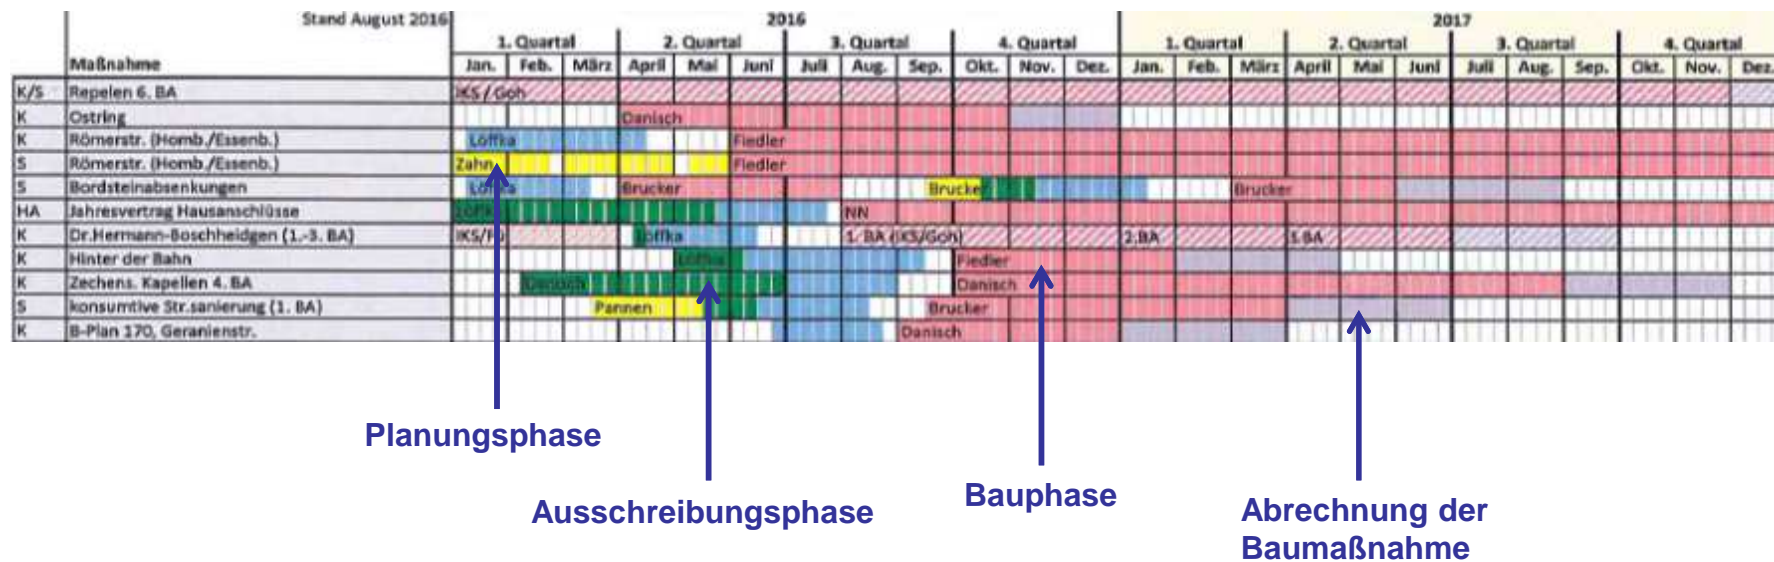 Stand August 2016 2016 2017
1. Quartal 2. Quartal 3. Quartal 4. Quartal 1. Quartal 2. Quartal 3. Quartal 4. Quartal
Maßnahme Jan. Feb. März April Mai Juni Juli Aug. Sep. Okt. Nov. Dez. Jan. Feb. März April Mai Juni Juli Aug. Sep. Okt. Nov. Dez.
K/S Repelen 6. BA IKS / Goh
K Ostring Danisch
K Römerstr. (Homb./Essenb.) Löffka Fiedler
S Römerstr. (Homb./Essenb.) Zahn Fiedler
S Bordsteinabsenkungen Löffka Brucker Brucker Brucker
HA Jahresvertrag Hausanschlüsse Löffka NN
K Dr.Hermann-Boschheidgen (1.-3. BA) IKS/Fü Löffka 1. BA (IKS/Goh) 2.BA 3.BA
K Hinter der Bahn Löffka Fiedler
K Zechens. Kapellen 4. BA Danisch Danisch
S konsumtive Str.sanierung (1. BA) Pannen Brucker
K B-Plan 170, Geranienstr. Danisch
Planungsphase
Ausschreibungsphase
Bauphase
Abrechnung der
Baumaßnahme